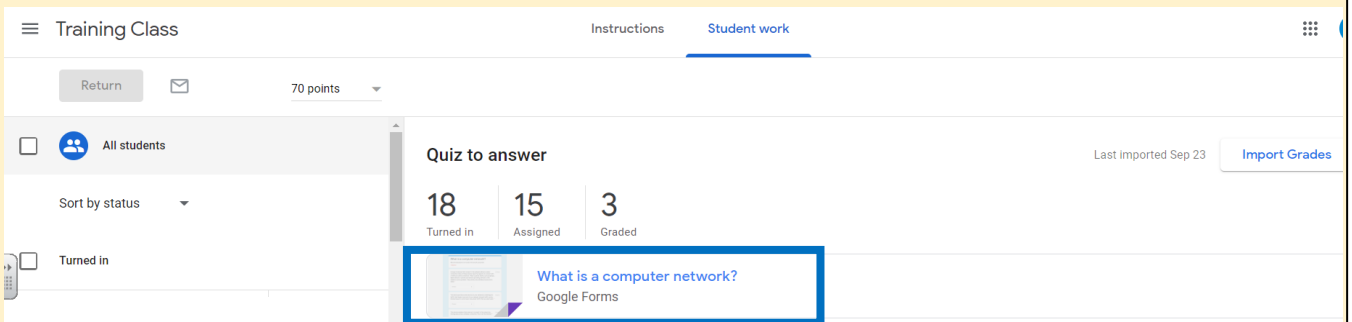 Training Class
Instructions
Student work
Return
70 points
All students
Sort by status
Turned in
Quiz to answer
Last imported Sep 23
Import Grades
18
15
3
Turned in
Assigned
Graded
What is a computer network?
Google Forms